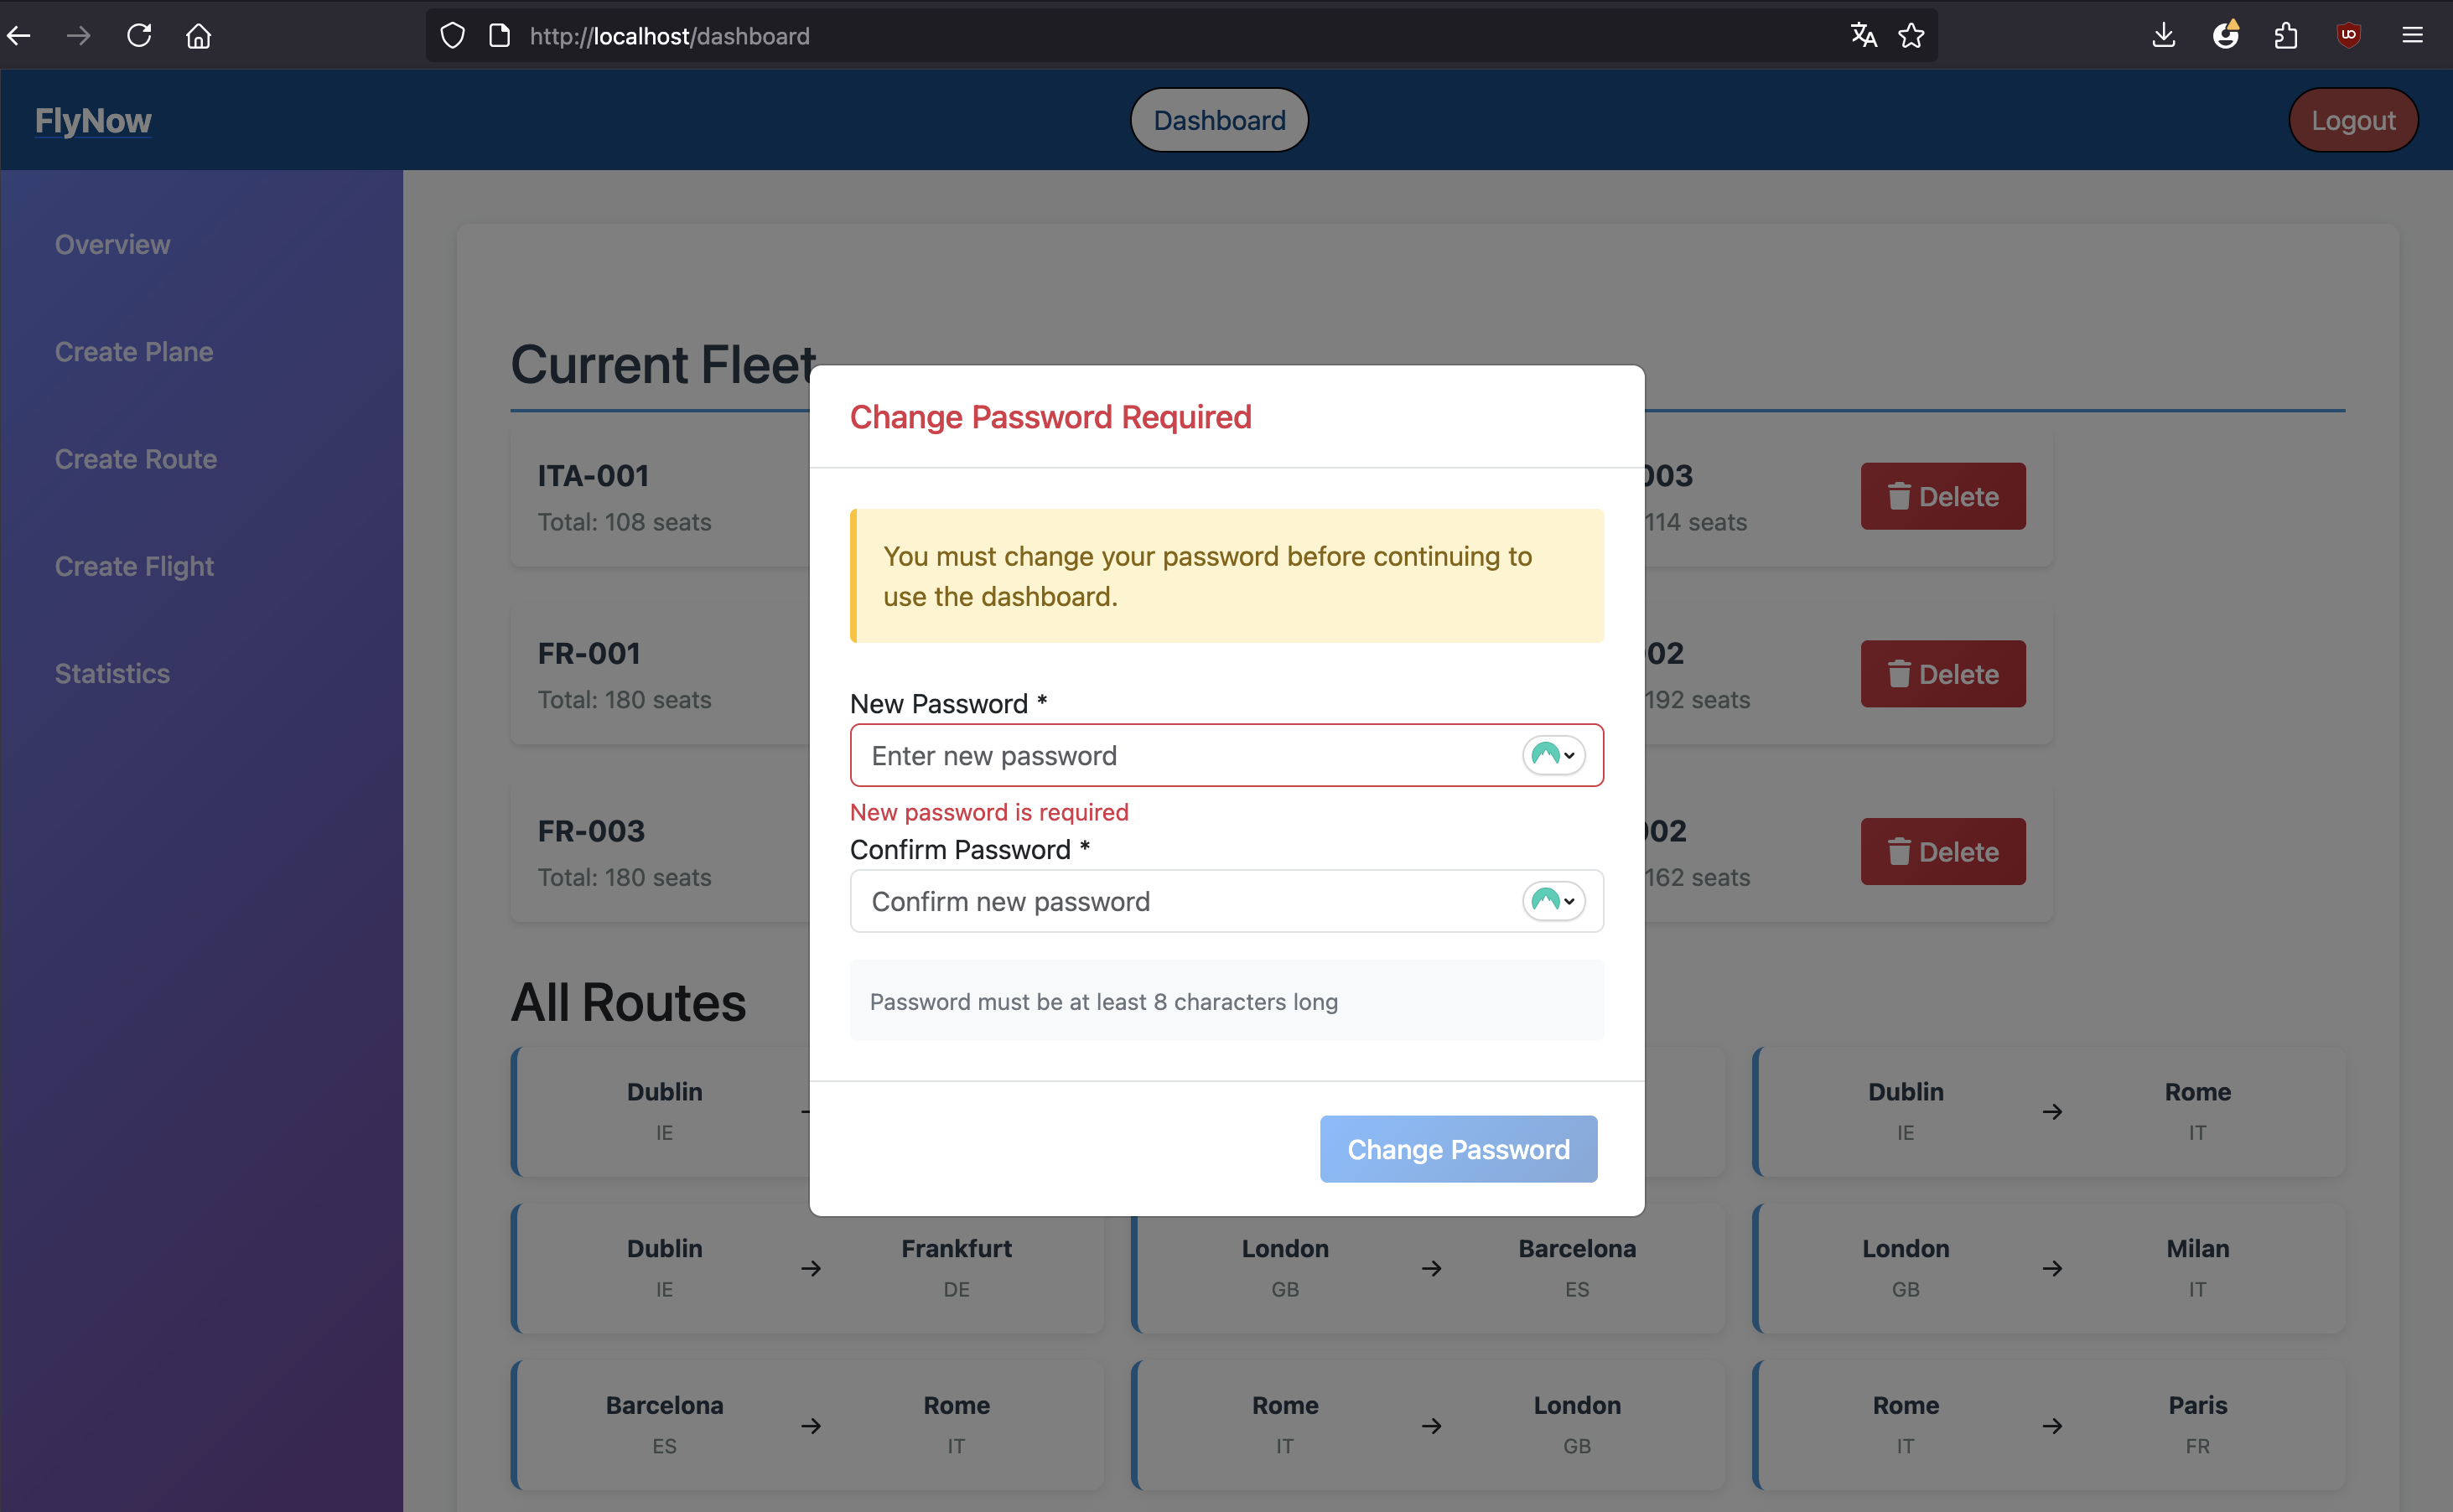 http://localhost/dashboard
FlyNow
Dashboard
Logout
Overview
Create Plane
Create Route
Create Flight
Statistics
Current Fleet
ITA-001
Total: 108 seats
003
114 seats
Delete
FR-001
Total: 180 seats
02
192 seats
Delete
FR-003
Total: 180 seats
002
162 seats
Delete
Change Password Required
You must change your password before continuing to
use the dashboard.
New Password *
Enter new password
New password is required
Confirm Password *
Confirm new password
Password must be at least 8 characters long
Change Password
All Routes
Dublin
IE
Dublin → Rome
IE IT
Dublin → Frankfurt
IE DE
London → Barcelona
GB ES
London → Milan
GB IT
Barcelona → Rome
ES IT
Rome → London
IT GB
Rome → Paris
IT FR